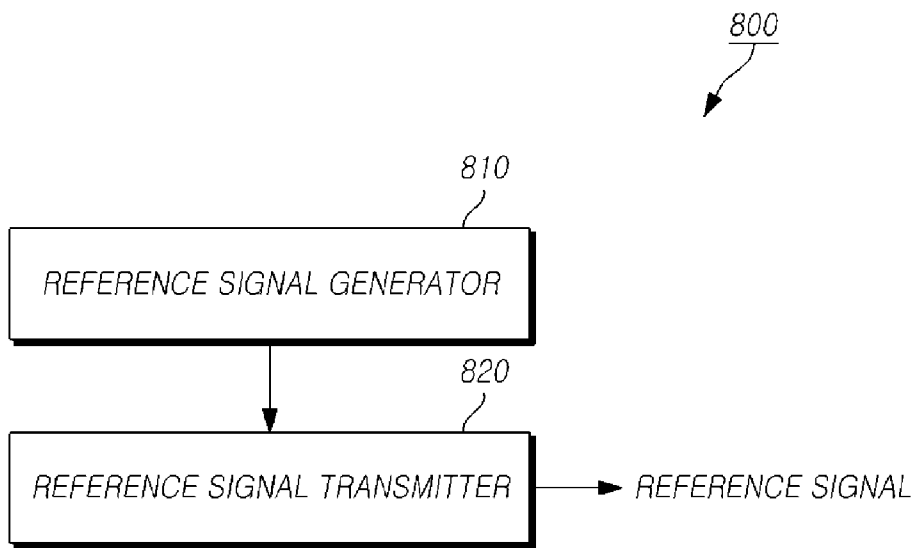 800
810
REFERENCE SIGNAL GENERATOR
820
REFERENCE SIGNAL TRANSMITTER
REFERENCE SIGNAL